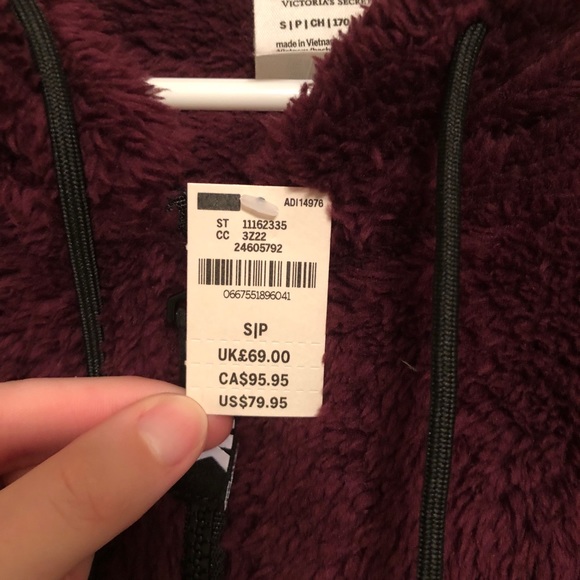 VICTORIA'S SECRET
S | P | CH | 170
made in Vietnam
ADI14976
ST 11162335
CC 3Z22
24605792
0667551896041
S|P
UK£69.00
CA$95.95
US$79.95